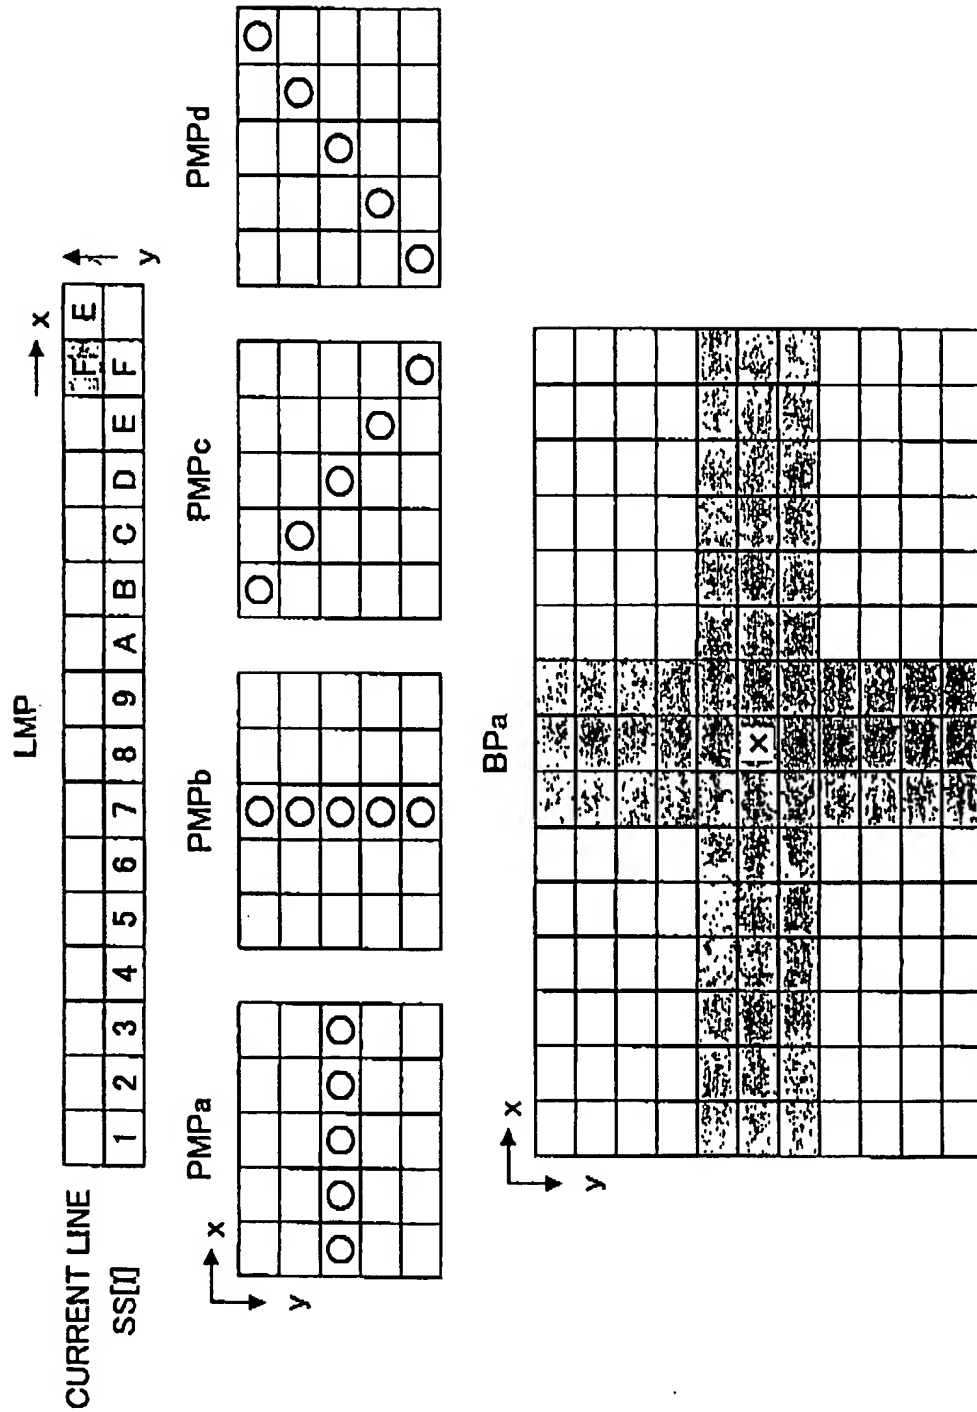 LMP
x
CURRENT LINE F E
SS[I] 1 2 3 4 5 6 7 8 9 A B C D E F
y
PMPa PMPb PMPc PMPd
x
y
BPa
x
y
×